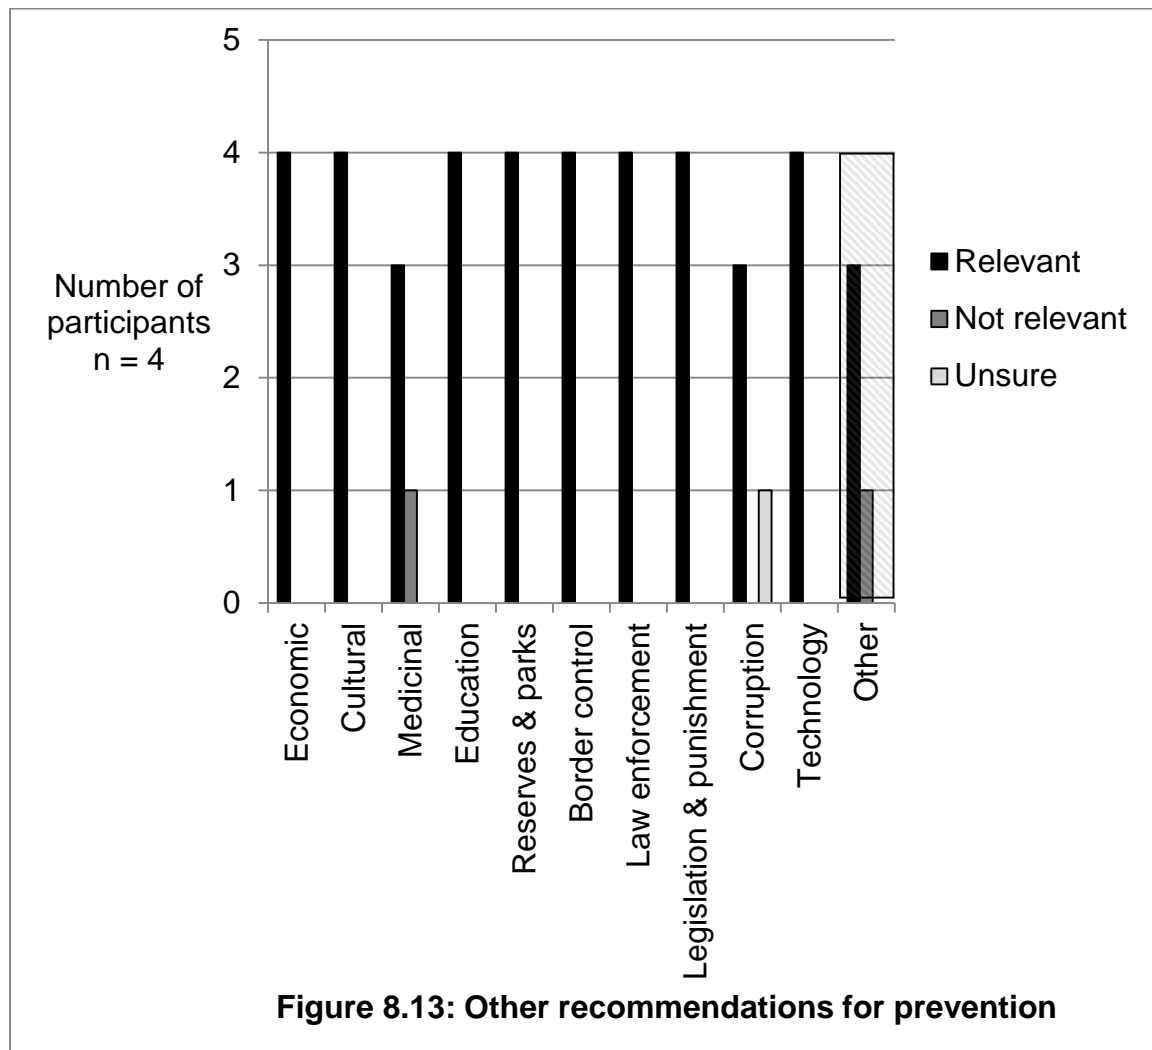 5
4
3
2
1
0
Number of
participants
n = 4
Relevant
Not relevant
Unsure
Economic
Cultural
Medicinal
Education
Reserves & parks
Border control
Law enforcement
Legislation & punishment
Corruption
Technology
Other
Figure 8.13: Other recommendations for prevention